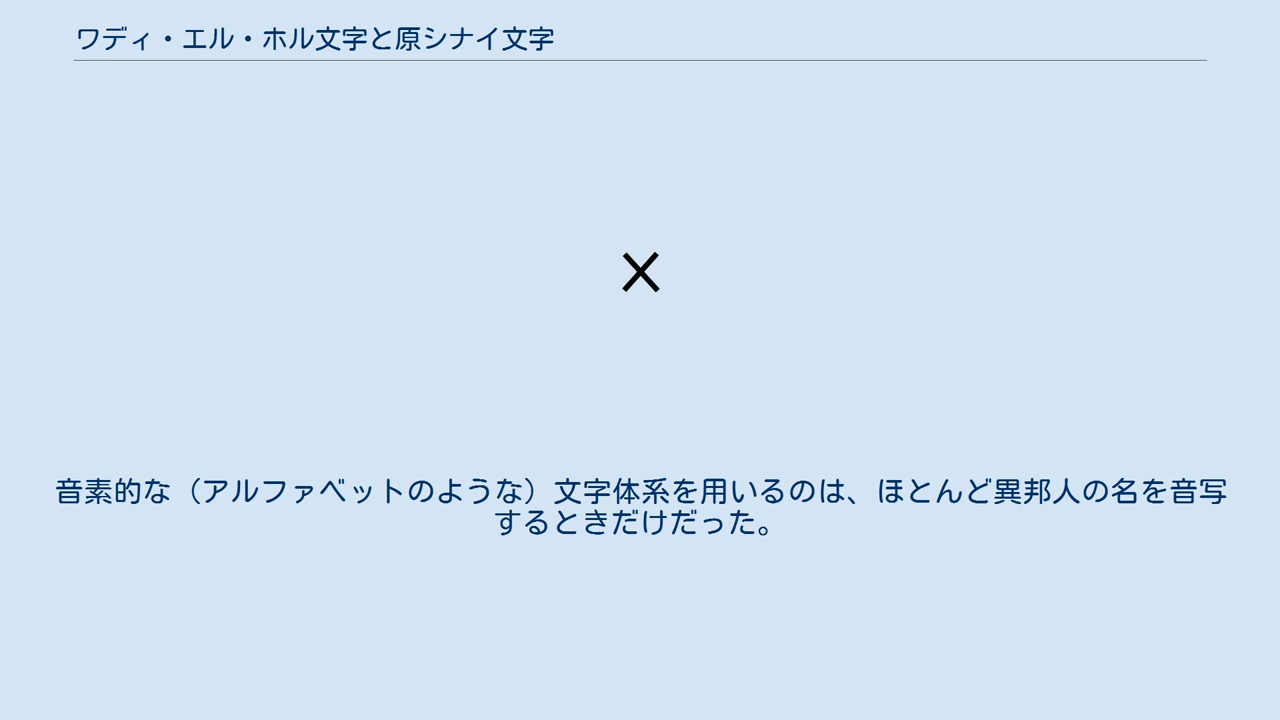 ワディ・エル・ホル文字と原シナイ文字
×
音素的な（アルファベットのような）文字体系を用いるのは、ほとんど異邦人の名を音写
するときだけだった。